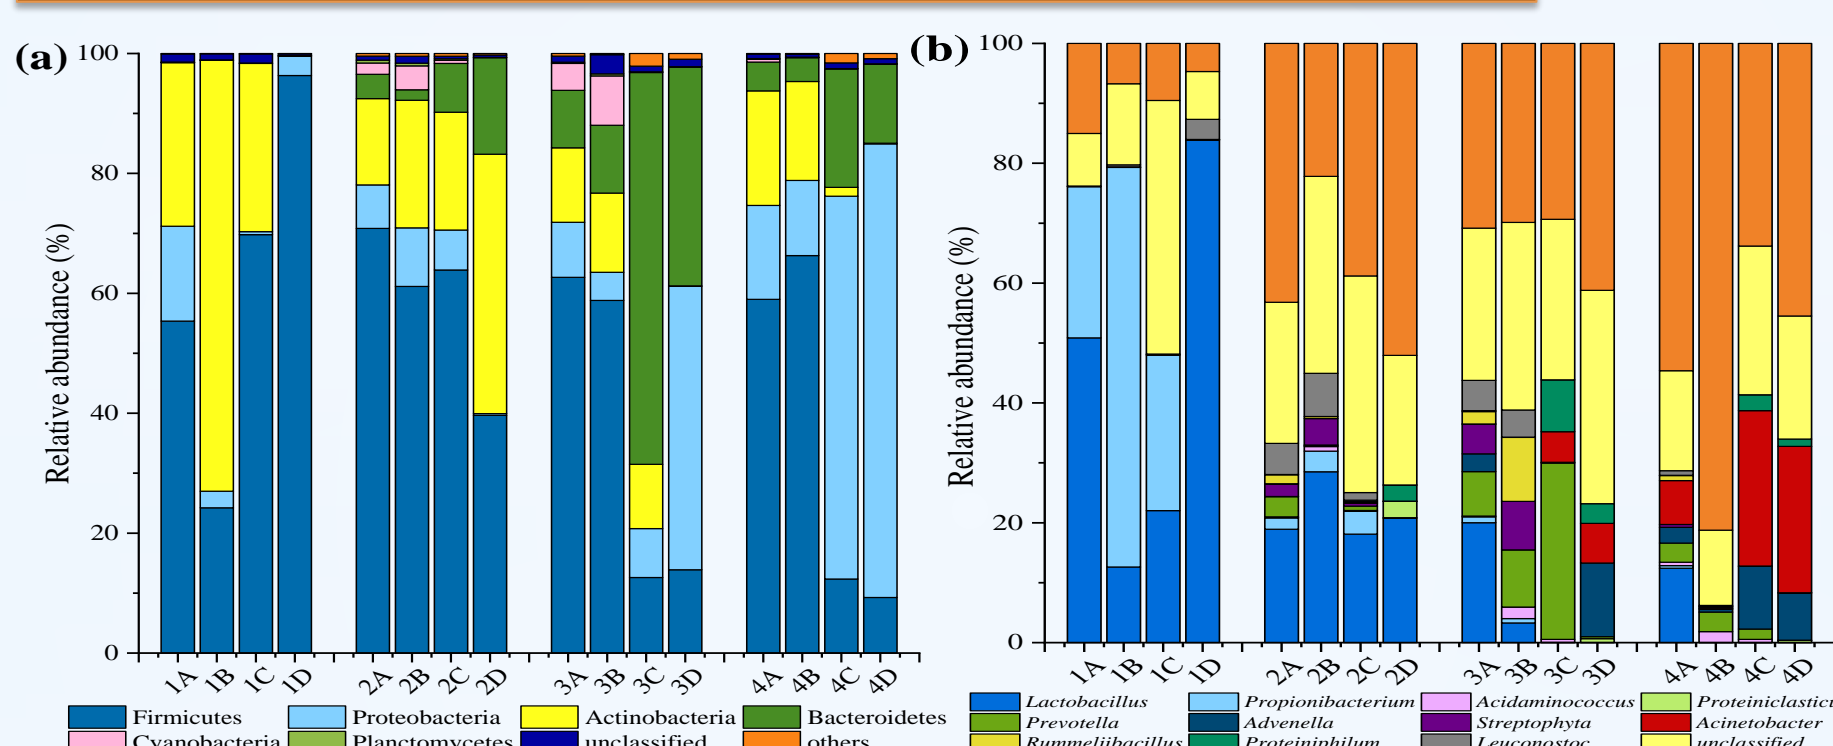 (a)
100
80
60
40
20
0
Relative abundance (%)
1A 1B 1C 1D 2A 2B 2C 2D 3A 3B 3C 3D 4A 4B 4C 4D
Firmicutes Proteobacteria Actinobacteria Bacteroidetes
Cyanobacteria Planctomycetes unclassified others
(b)
100
80
60
40
20
0
Relative abundance (%)
1A 1B 1C 1D 2A 2B 2C 2D 3A 3B 3C 3D 4A 4B 4C 4D
Lactobacillus Propionibacterium Acidaminococcus Proteiniclasticu
Prevotella Advenella Streptophyta Acinetobacter
Rummeliibacillus Proteiniphilum Leuconostoc unclassified